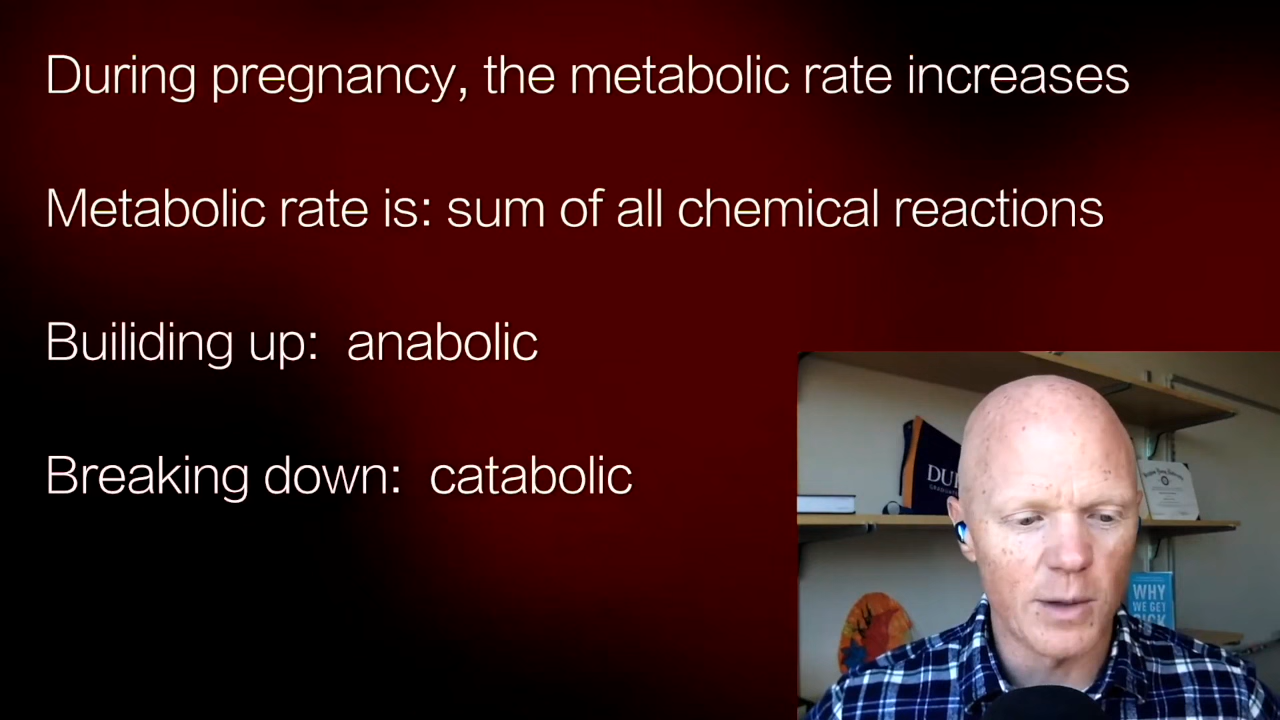 During pregnancy, the metabolic rate increases
Metabolic rate is: sum of all chemical reactions
Builiding up: anabolic
Breaking down: catabolic
WHY
WE GET